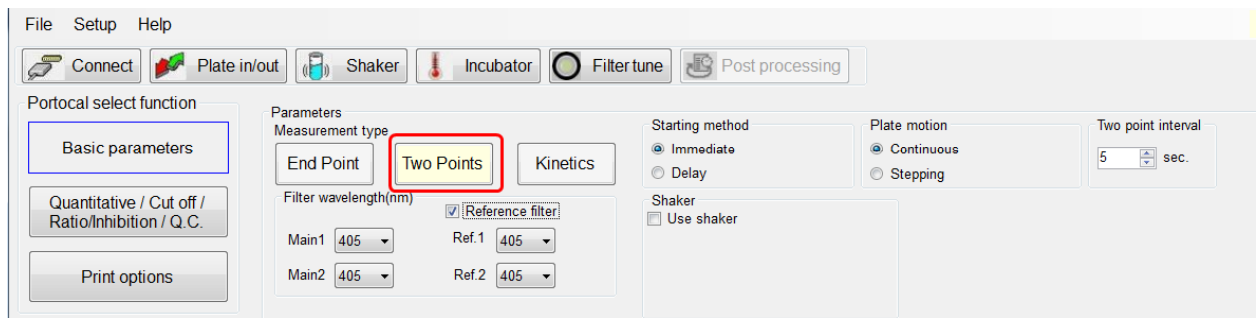 File Setup Help
Connect Plate in/out Shaker Incubator Filter tune Post processing
Portocal select function
Basic parameters
Quantitative / Cut off /
Ratio/Inhibition / Q.C.
Print options
Parameters
Measurement type
End Point Two Points Kinetics
Filter wavelength(nm)
Reference filter
Main1 405 Ref.1 405
Main2 405 Ref.2 405
Starting method
Immediate
Delay
Plate motion
Continuous
Stepping
Two point interval
5 sec.
Shaker
Use shaker